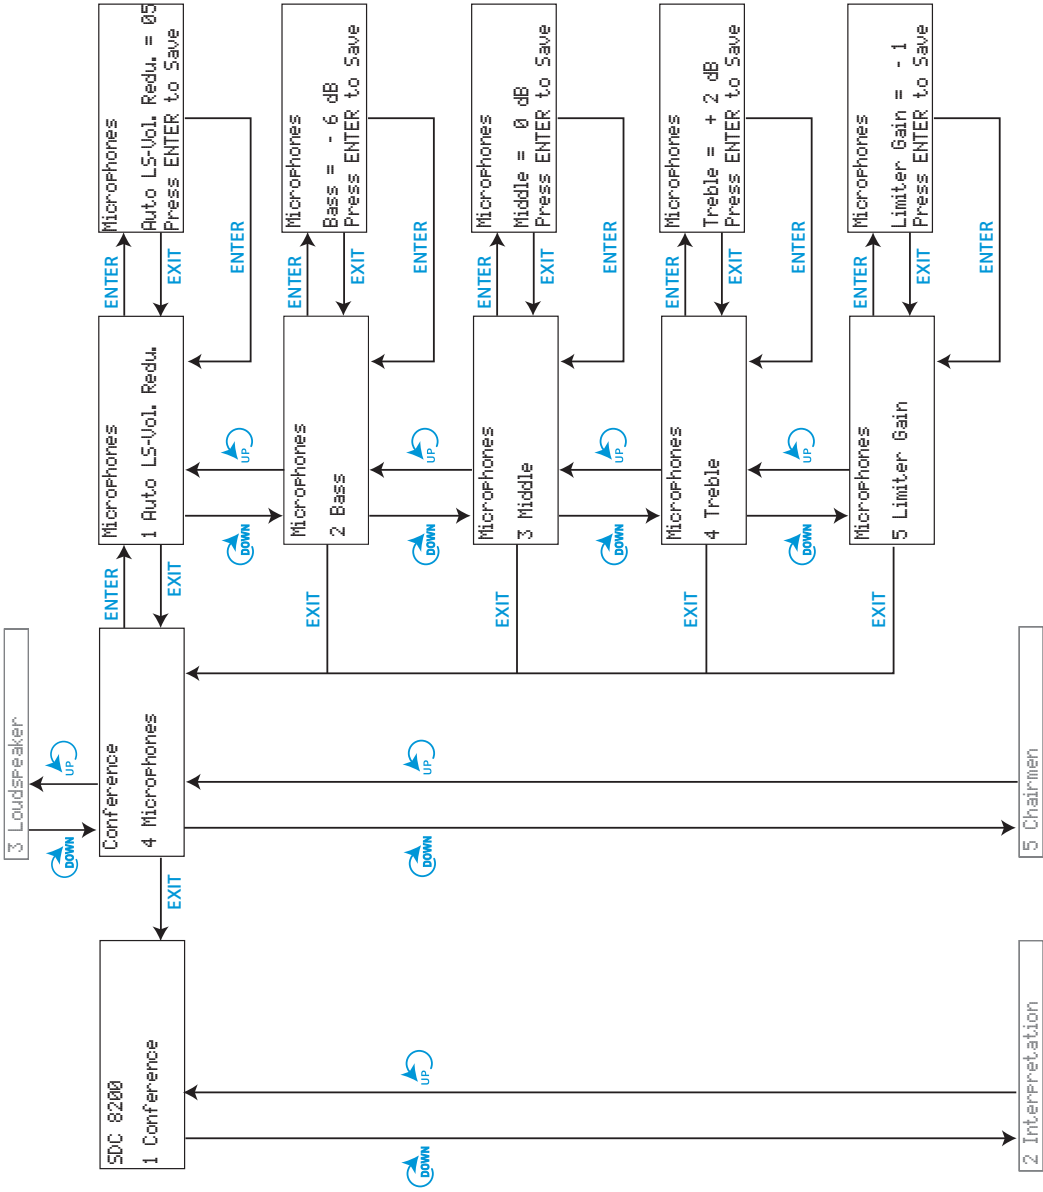 3 Loudspeaker
DOWN
UP
SDC 8200
1 Conference
EXIT
Conference
4 Microphones
ENTER
EXIT
Microphones
1 Auto LS-Vol. Redu.
ENTER
EXIT
Microphones
Auto LS-Vol. Redu. = 05
Press ENTER to Save
DOWN
UP
ENTER
EXIT
Microphones
2 Bass
ENTER
EXIT
Microphones
Bass = - 6 dB
Press ENTER to Save
DOWN
UP
DOWN
UP
DOWN
UP
ENTER
EXIT
Microphones
3 Middle
ENTER
EXIT
Microphones
Middle = 0 dB
Press ENTER to Save
DOWN
UP
ENTER
EXIT
Microphones
4 Treble
ENTER
EXIT
Microphones
Treble = + 2 dB
Press ENTER to Save
DOWN
UP
ENTER
EXIT
Microphones
5 Limiter Gain
ENTER
EXIT
Microphones
Limiter Gain = - 1
Press ENTER to Save
ENTER
2 Interpretation
5 Chairmen